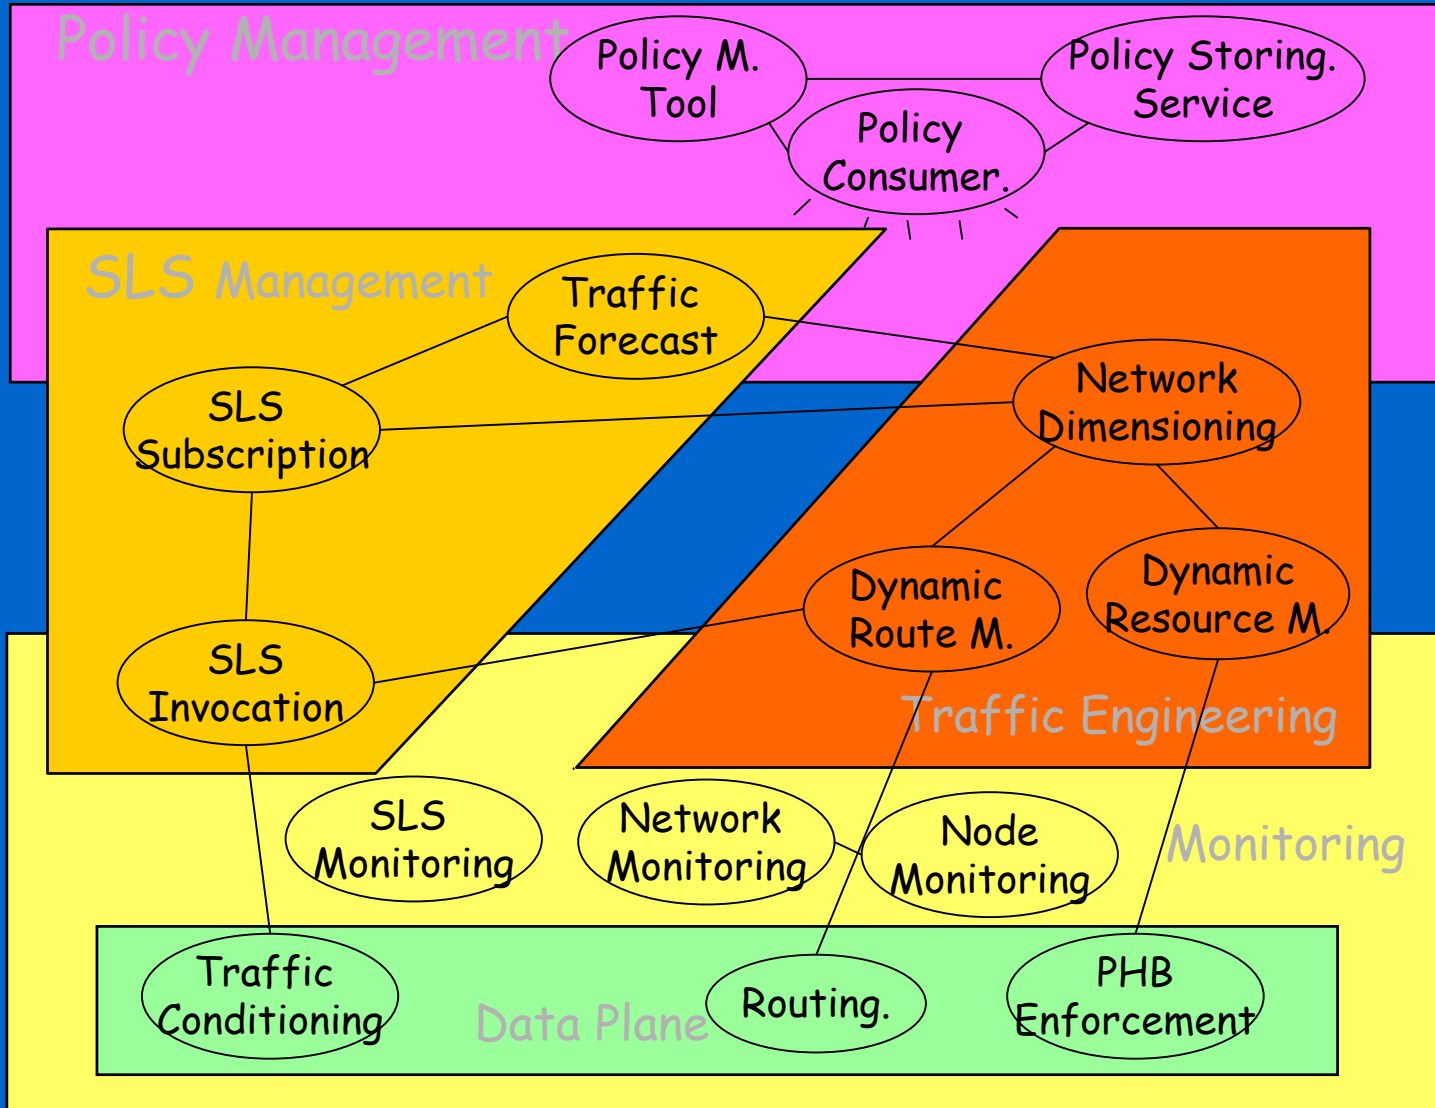 Policy Management
Policy M.
Tool
Policy Storing.
Service
Policy
Consumer.
SLS Management
Traffic
Forecast
SLS
Subscription
Network
Dimensioning
Dynamic
Route M.
Dynamic
Resource M.
SLS
Invocation
Traffic Engineering
SLS
Monitoring
Network
Monitoring
Node
Monitoring
Monitoring
Traffic
Conditioning
Data Plane
Routing.
PHB
Enforcement